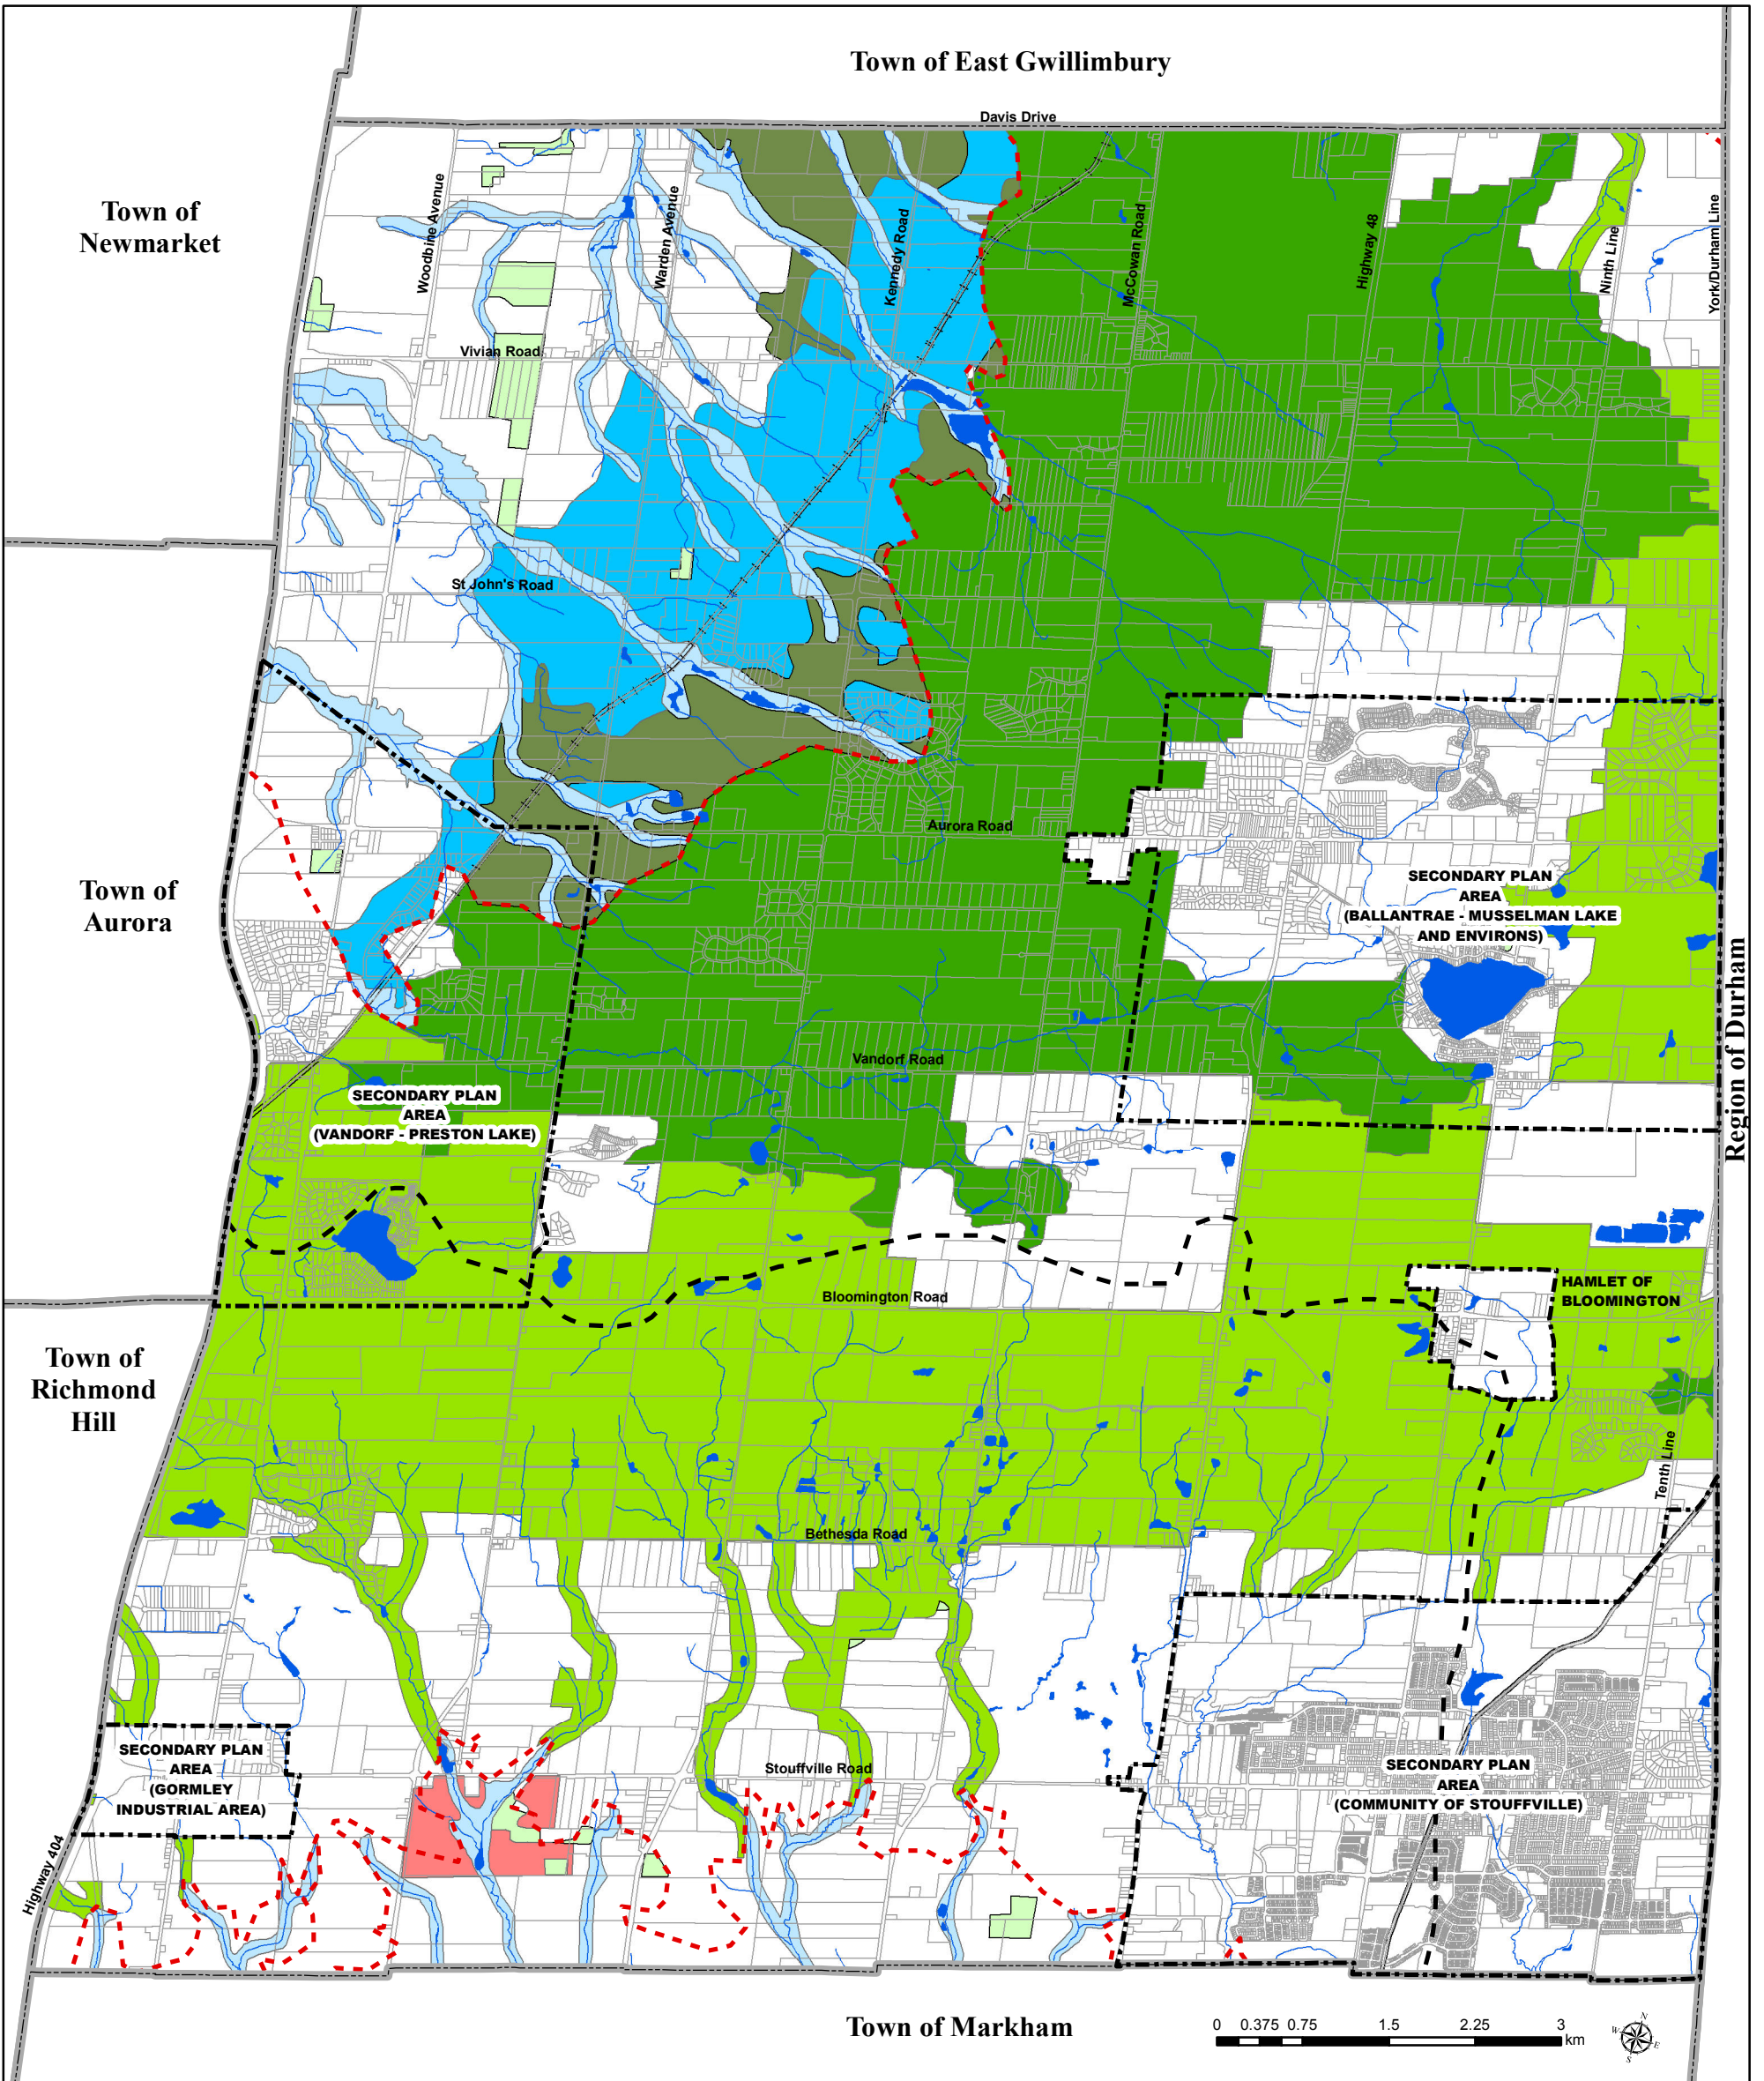 Town of East Gwillimbury
Davis Drive
Town of
Newmarket
Woodbine Avenue
Warden Avenue
Kennedy Road
McCowan Road
Highway 48
Ninth Line
York/Durham Line
Vivian Road
St John's Road
Aurora Road
Town of
Aurora
SECONDARY PLAN
AREA
(BALLANTRAE - MUSSELMAN LAKE
AND ENVIRONS)
Region of Durham
Vandorf Road
SECONDARY PLAN
AREA
(VANDORF - PRESTON LAKE)
Bloomington Road
HAMLET OF
BLOOMINGTON
Town of
Richmond
Hill
Tenth Line
Bethesda Road
SECONDARY PLAN
AREA
(GORMLEY
INDUSTRIAL AREA)
Stouffville Road
SECONDARY PLAN
AREA
(COMMUNITY OF STOUFFVILLE)
Highway 404
Town of Markham
0 0.375 0.75 1.5 2.25 3
km
N
W E
S